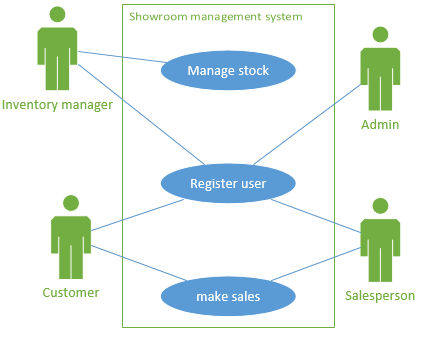 Showroom management system
Manage stock
Inventory manager
Admin
Register user
Customer
make sales
Salesperson